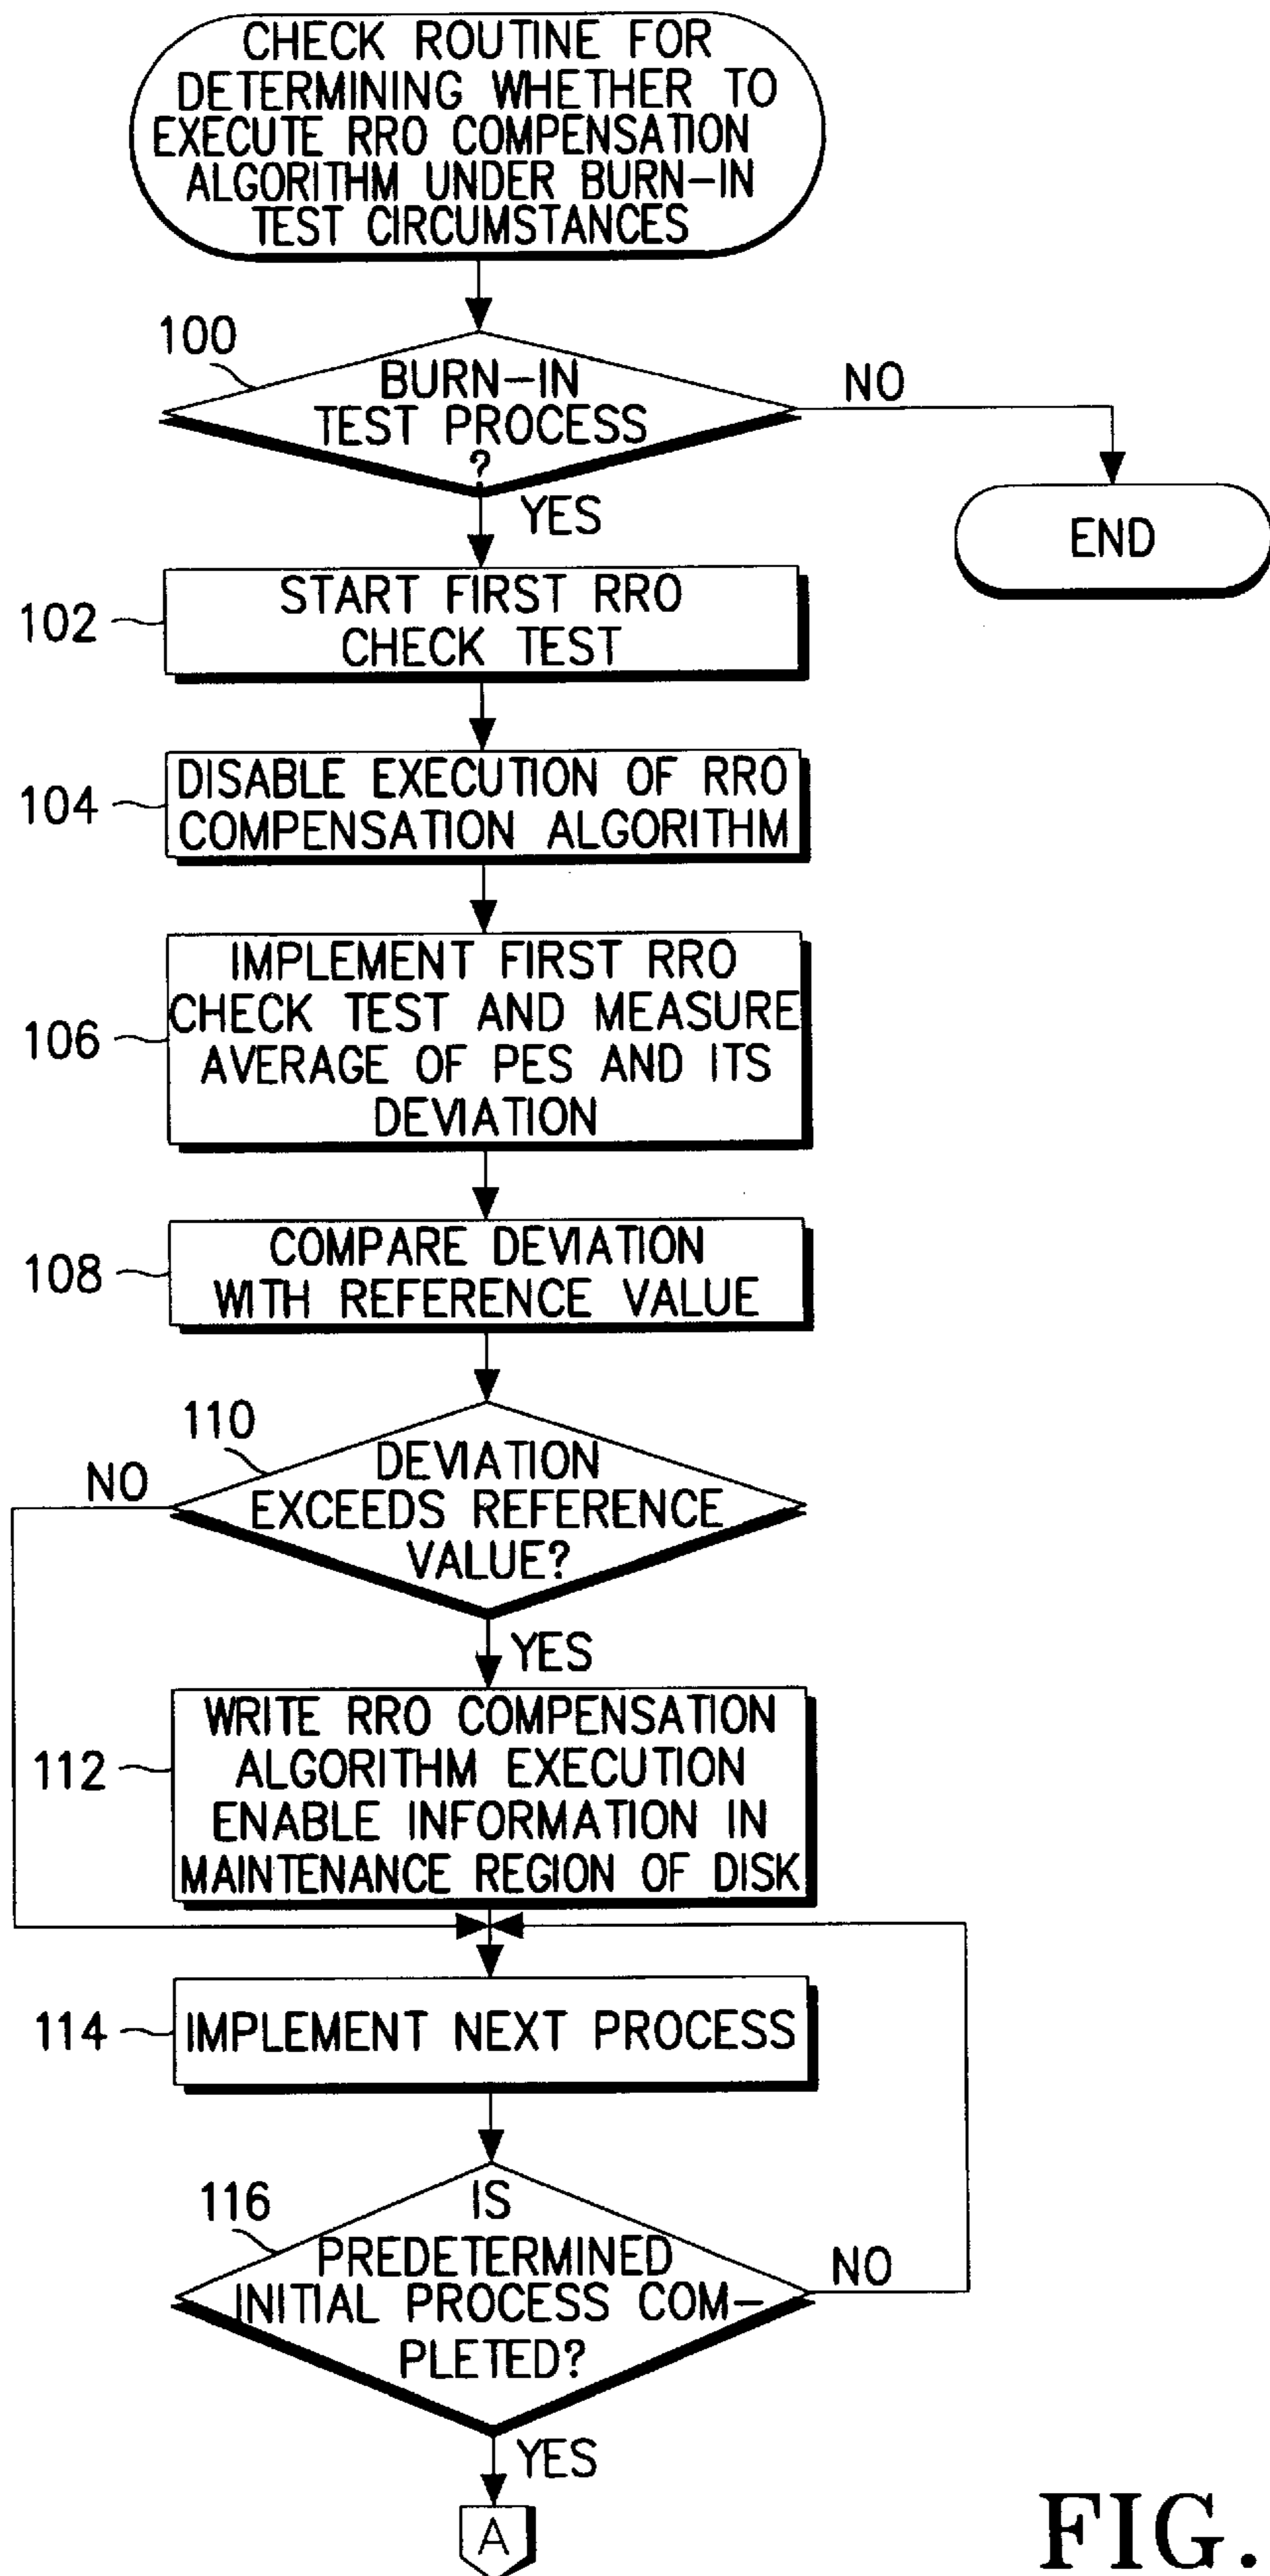 CHECK ROUTINE FOR
DETERMINING WHETHER TO
EXECUTE RRO COMPENSATION
ALGORITHM UNDER BURN-IN
TEST CIRCUMSTANCES
100
BURN-IN
TEST PROCESS
?
NO
END
YES
102
START FIRST RRO
CHECK TEST
104
DISABLE EXECUTION OF RRO
COMPENSATION ALGORITHM
106
IMPLEMENT FIRST RRO
CHECK TEST AND MEASURE
AVERAGE OF PES AND ITS
DEVIATION
108
COMPARE DEVIATION
WITH REFERENCE VALUE
110
NO
DEVIATION
EXCEEDS REFERENCE
VALUE?
YES
112
WRITE RRO COMPENSATION
ALGORITHM EXECUTION
ENABLE INFORMATION IN
MAINTENANCE REGION OF DISK
114
IMPLEMENT NEXT PROCESS
116
IS
PREDETERMINED
INITIAL PROCESS COM-
PLETED?
NO
YES
A
FIG.